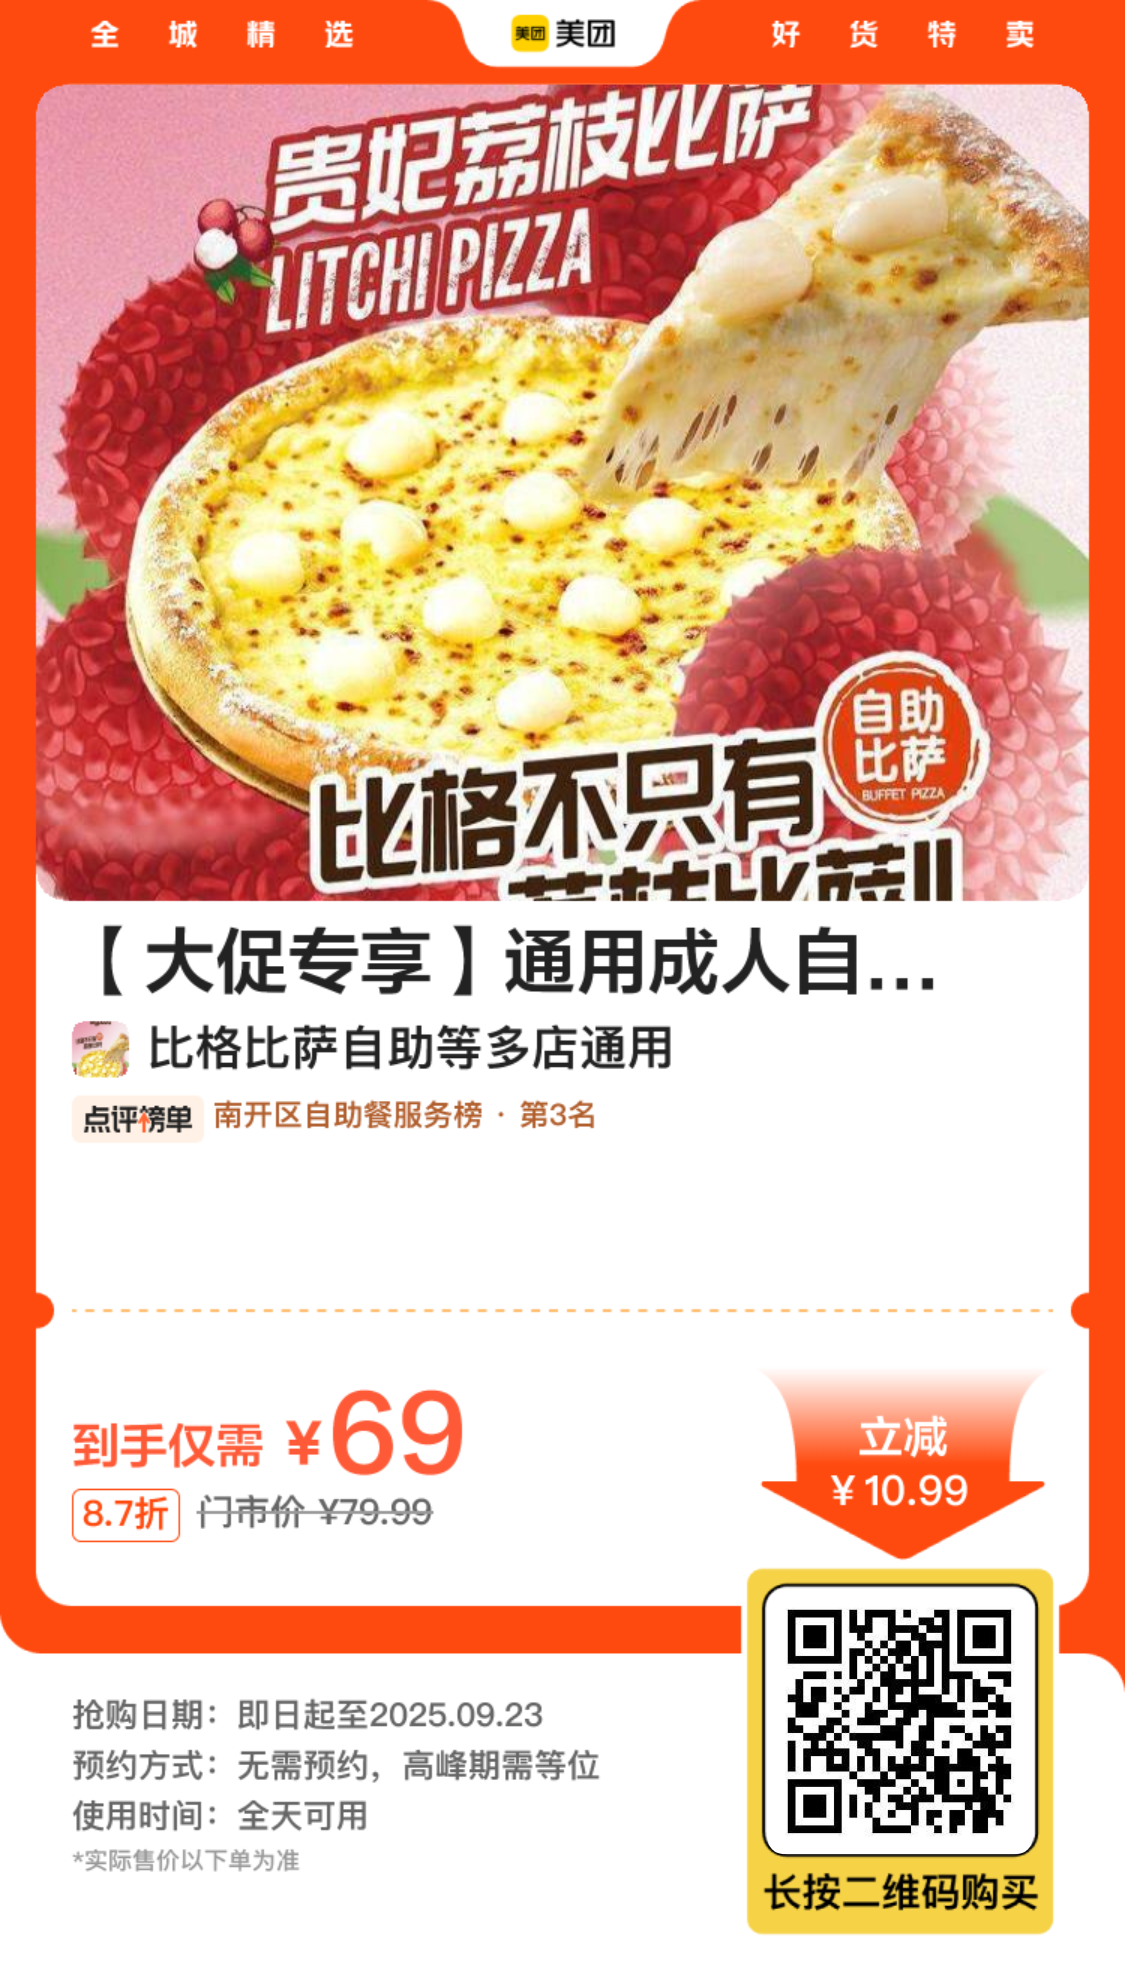 全城精选
美团 美团
好货特卖
贵妃荔枝比萨
LITCHI PIZZA
自助
比萨
BUFFET PIZZA
比格不只有
荔枝比萨!!
【大促专享】通用成人自...
比格比萨自助等多店通用
点评榜单 南开区自助餐服务榜 · 第3名
到手仅需 ¥69
8.7折 门市价 ¥79.99
立减
¥10.99
抢购日期：即日起至2025.09.23
预约方式：无需预约，高峰期需等位
使用时间：全天可用
*实际售价以下单为准
长按二维码购买